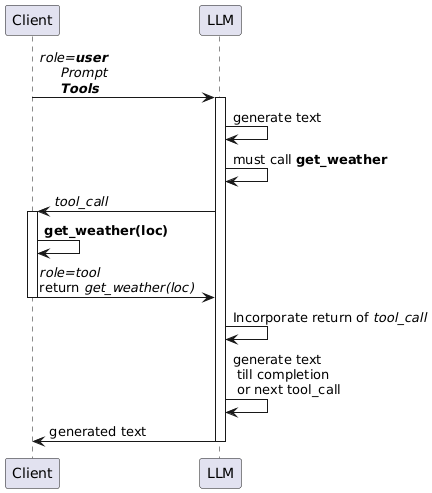 Client
LLM
role=user
Prompt
Tools
generate text
must call get_weather
tool_call
get_weather(loc)
role=tool
return get_weather(loc)
Incorporate return of tool_call
generate text
till completion
or next tool_call
generated text
Client
LLM